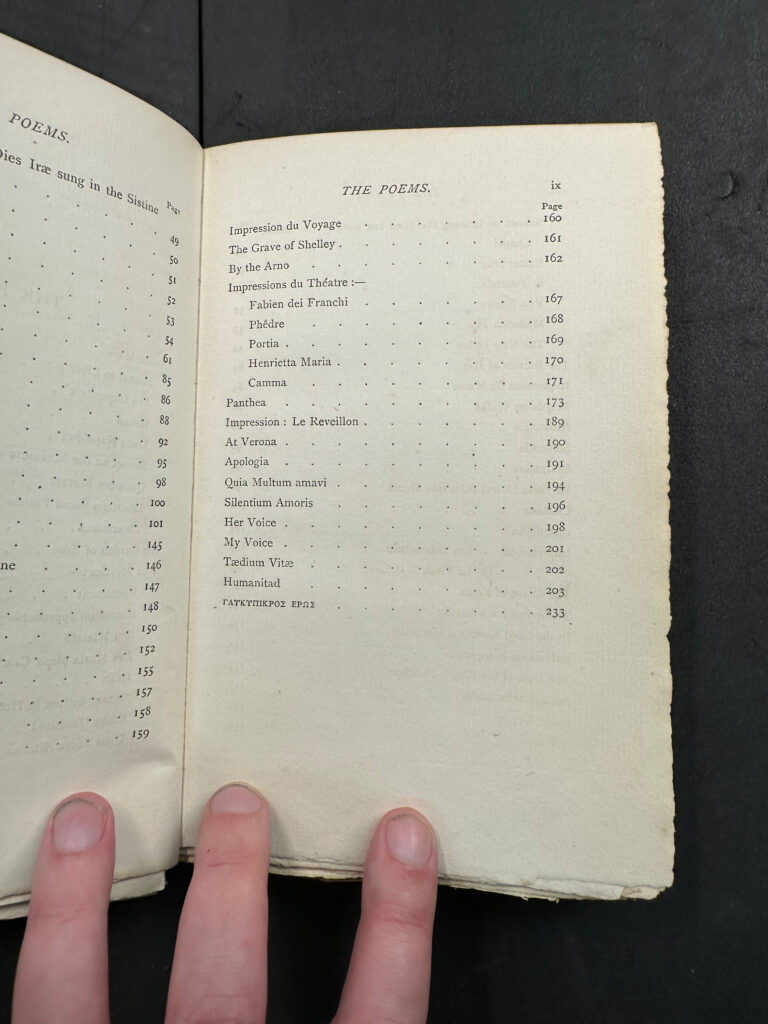 POEMS.
Dies Iræ sung in the Sistine Page
49
50
51
52
53
54
61
85
86
88
92
95
98
100
101
145
146
147
148
150
152
155
157
158
159
THE POEMS. ix
Page
Impression du Voyage . . . . . 160
The Grave of Shelley . . . . . 161
By the Arno . . . . . . 162
Impressions du Théatre :—
Fabien dei Franchi . . . . . 167
Phêdre . . . . . . 168
Portia . . . . . . 169
Henrietta Maria . . . . . 170
Camma . . . . . . 171
Panthea . . . . . . 173
Impression : Le Reveillon . . . . 189
At Verona . . . . . . 190
Apologia . . . . . . 191
Quia Multum amavi . . . . . 194
Silentium Amoris . . . . . 196
Her Voice . . . . . . 198
My Voice . . . . . . 201
Tædium Vitæ . . . . . . 202
Humanitad . . . . . . 203
ΓΛΥΚΥΠΙΚΡΟΣ ΕΡΩΣ . . . . . 233